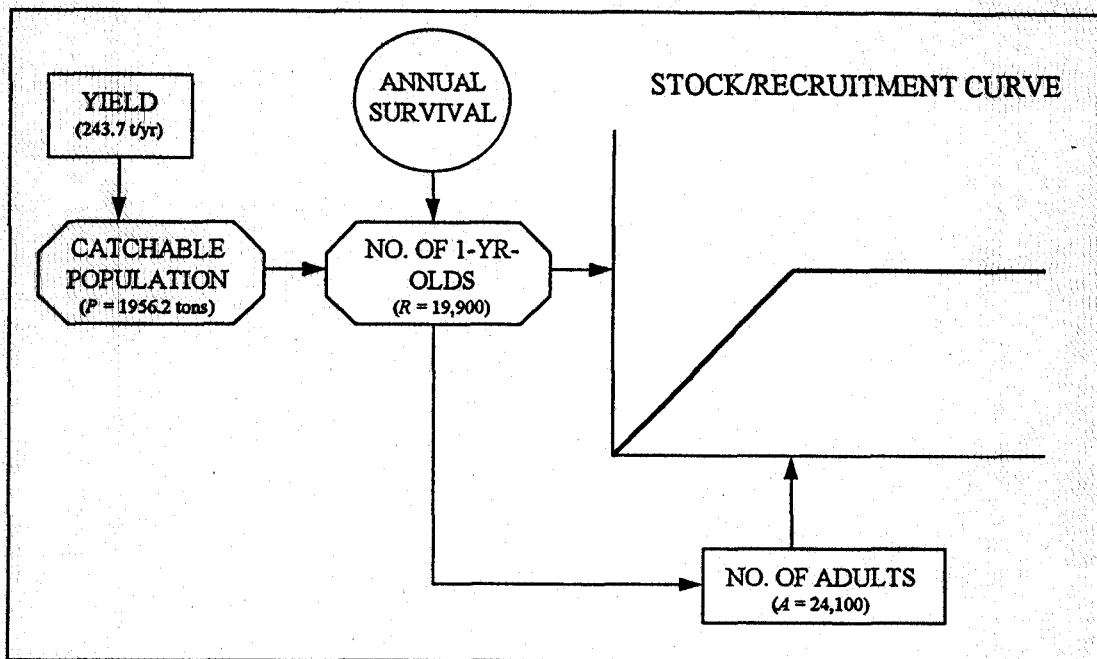 YIELD
(243.7 t/yr)
ANNUAL
SURVIVAL
STOCK/RECRUITMENT CURVE
CATCHABLE
POPULATION
(P = 1956.2 tons)
NO. OF 1-YR-
OLDS
(R = 19,900)
NO. OF ADULTS
(A = 24,100)